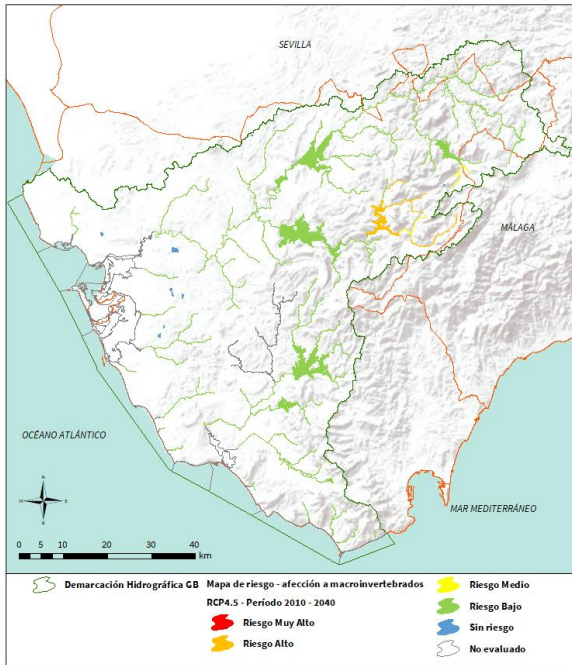 SEVILLA
MÁLAGA
OCÉANO ATLÁNTICO
MAR MEDITERRÁNEO
N
W E
S
0 5 10 20 30 40
km
Demarcación Hidrográfica GB
Mapa de riesgo - afección a macroinvertebrados
RCP4.5 - Período 2010 - 2040
Riesgo Muy Alto
Riesgo Alto
Riesgo Medio
Riesgo Bajo
Sin riesgo
No evaluado